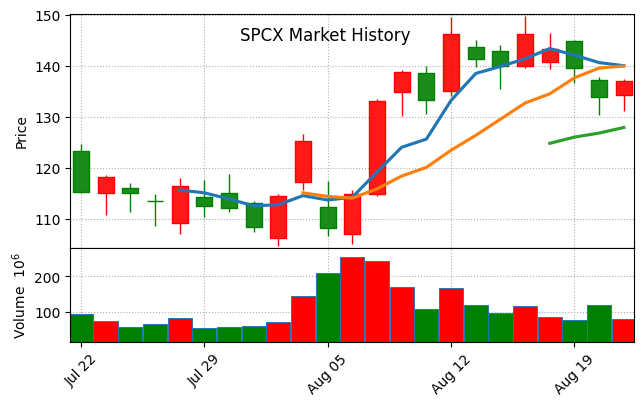 SPCX Market History
150
140
130
120
110
Price
200
100
Volume 10^6
Jul 22
Jul 29
Aug 05
Aug 12
Aug 19